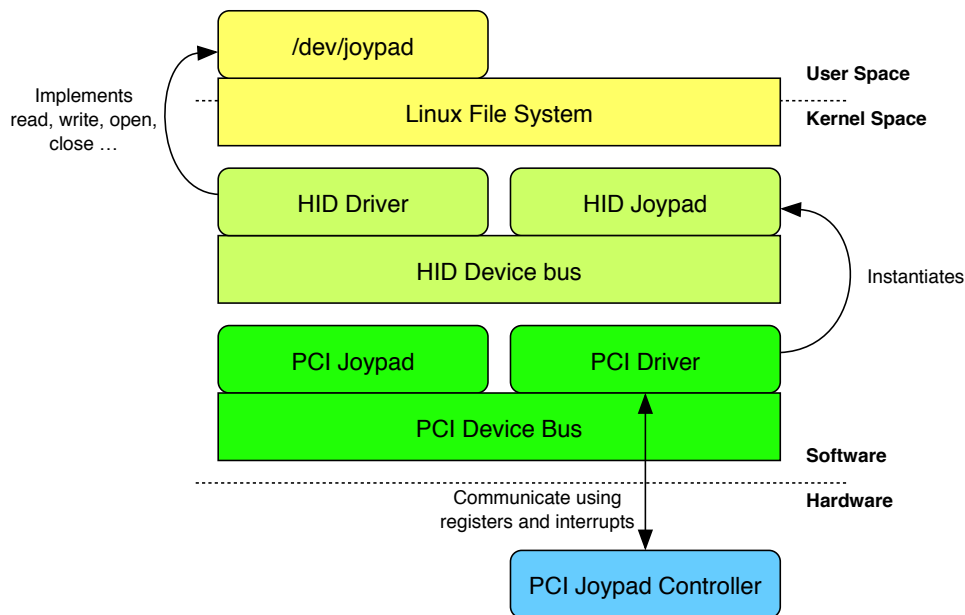 /dev/joypad
User Space
Implements
read, write, open,
close …
Linux File System
Kernel Space
HID Driver
HID Joypad
HID Device bus
Instantiates
PCI Joypad
PCI Driver
PCI Device Bus
Software
Communicate using
registers and interrupts
Hardware
PCI Joypad Controller